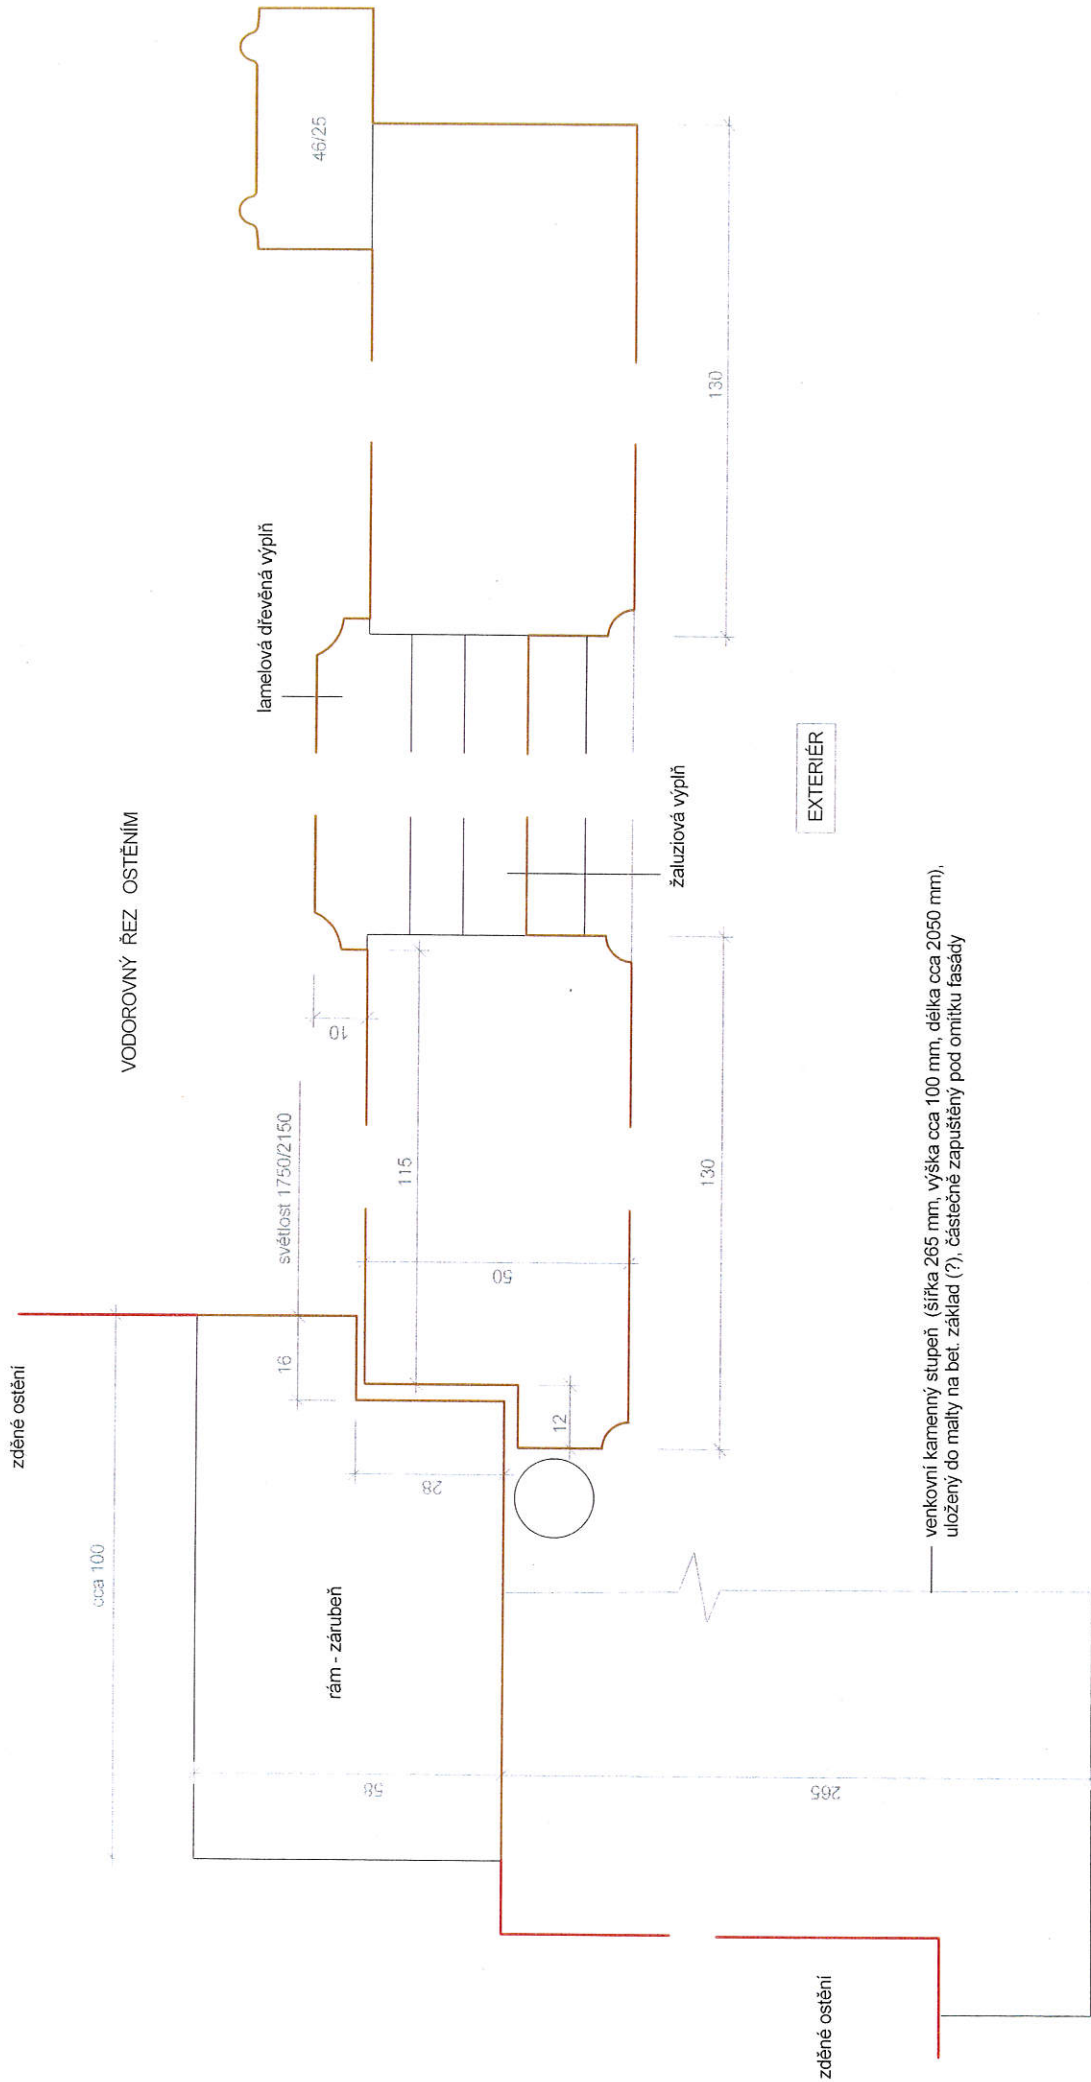 VODOROVNÝ ŘEZ OSTĚNÍM
zděné ostění
cca 100
16
světlost 1750/2150
10
lamelová dřevěná výplň
46/25
rám - zárubeň
58
28
12
115
50
130
žaluziová výplň
130
EXTERIÉR
265
zděné ostění
venkovní kamenný stupeň (šířka 265 mm, výška cca 100 mm, délka cca 2050 mm),
uložený do malty na bet. základ (?), částečně zapuštěný pod omítku fasády